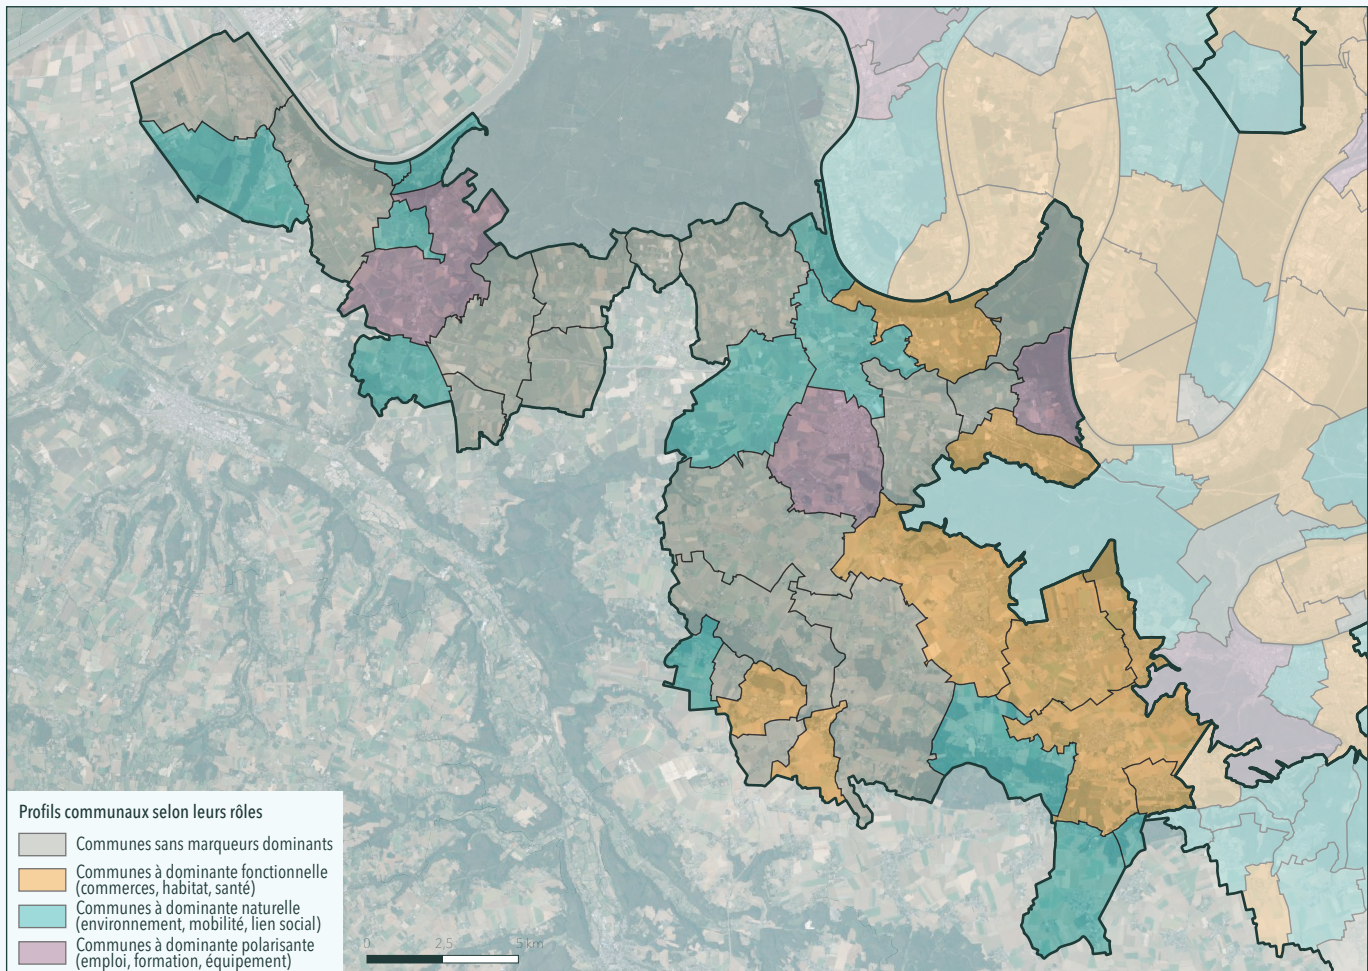 Profils communaux selon leurs rôles
Communes sans marqueurs dominants
Communes à dominante fonctionnelle
(commerces, habitat, santé)
Communes à dominante naturelle
(environnement, mobilité, lien social)
Communes à dominante polarisante
(emploi, formation, équipement)
0 2,5 5 km